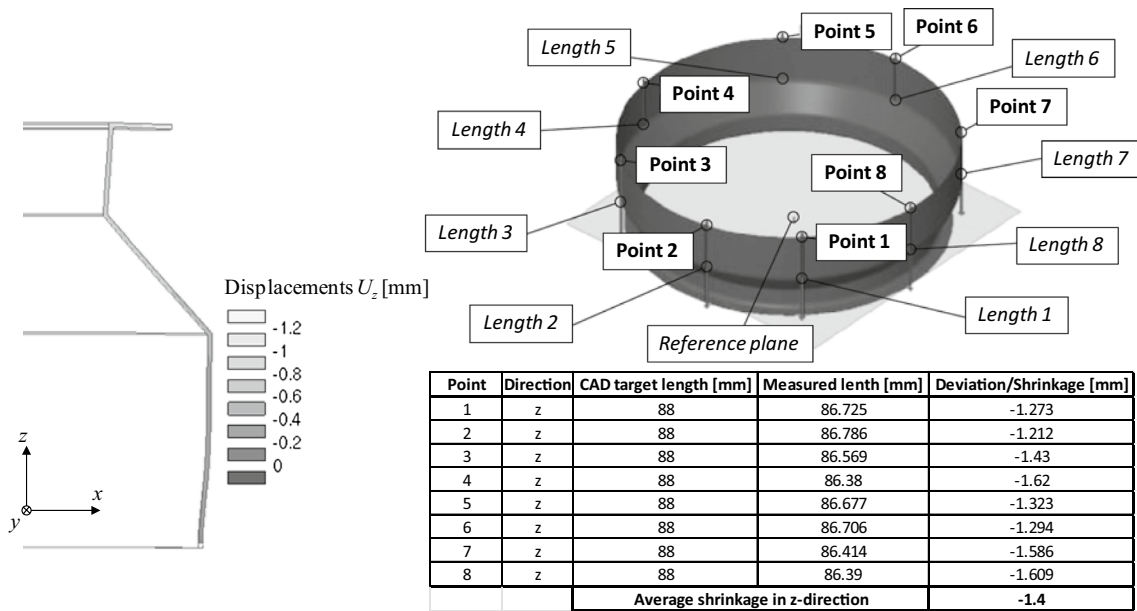 Displacements Uz [mm]
-1.2
-1
-0.8
-0.6
-0.4
-0.2
0
z
x
y
Point 5
Point 6
Length 5
Length 6
Point 4
Length 4
Point 7
Length 7
Point 3
Point 8
Length 3
Point 2
Point 1
Length 8
Length 2
Length 1
Reference plane
Point Direction CAD target length [mm] Measured lenth [mm] Deviation/Shrinkage [mm]
1 z 88 86.725 -1.273
2 z 88 86.786 -1.212
3 z 88 86.569 -1.43
4 z 88 86.38 -1.62
5 z 88 86.677 -1.323
6 z 88 86.706 -1.294
7 z 88 86.414 -1.586
8 z 88 86.39 -1.609
Average shrinkage in z-direction -1.4